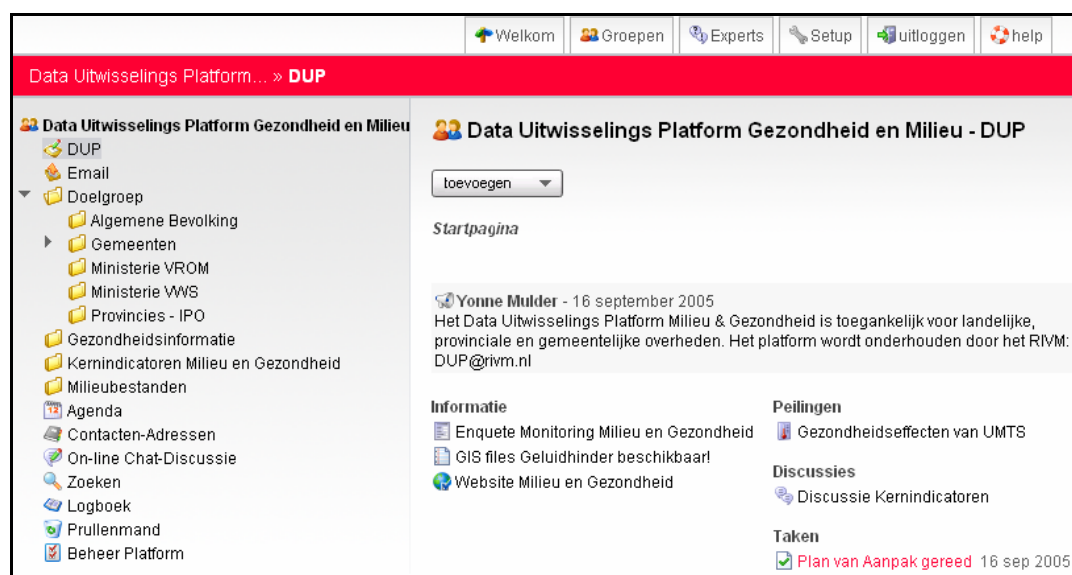 Welkom Groepen Experts Setup uitloggen help
Data Uitwisselings Platform... » DUP
Data Uitwisselings Platform Gezondheid en Milieu
DUP
Email
Doelgroep
Algemene Bevolking
Gemeenten
Ministerie VROM
Ministerie VWS
Provincies - IPO
Gezondheidsinformatie
Kernindicatoren Milieu en Gezondheid
Milieubestanden
12 Agenda
Contacten-Adressen
On-line Chat-Discussie
Zoeken
Logboek
Prullenmand
Beheer Platform
Data Uitwisselings Platform Gezondheid en Milieu - DUP
toevoegen
Startpagina
Yonne Mulder - 16 september 2005
Het Data Uitwisselings Platform Milieu & Gezondheid is toegankelijk voor landelijke,
provinciale en gemeentelijke overheden. Het platform wordt onderhouden door het RIVM:
DUP@rivm.nl
Informatie
Enquete Monitoring Milieu en Gezondheid
GIS files Geluidhinder beschikbaar!
Website Milieu en Gezondheid
Peilingen
Gezondheidseffecten van UMTS
Discussies
Discussie Kernindicatoren
Taken
Plan van Aanpak gereed 16 sep 2005